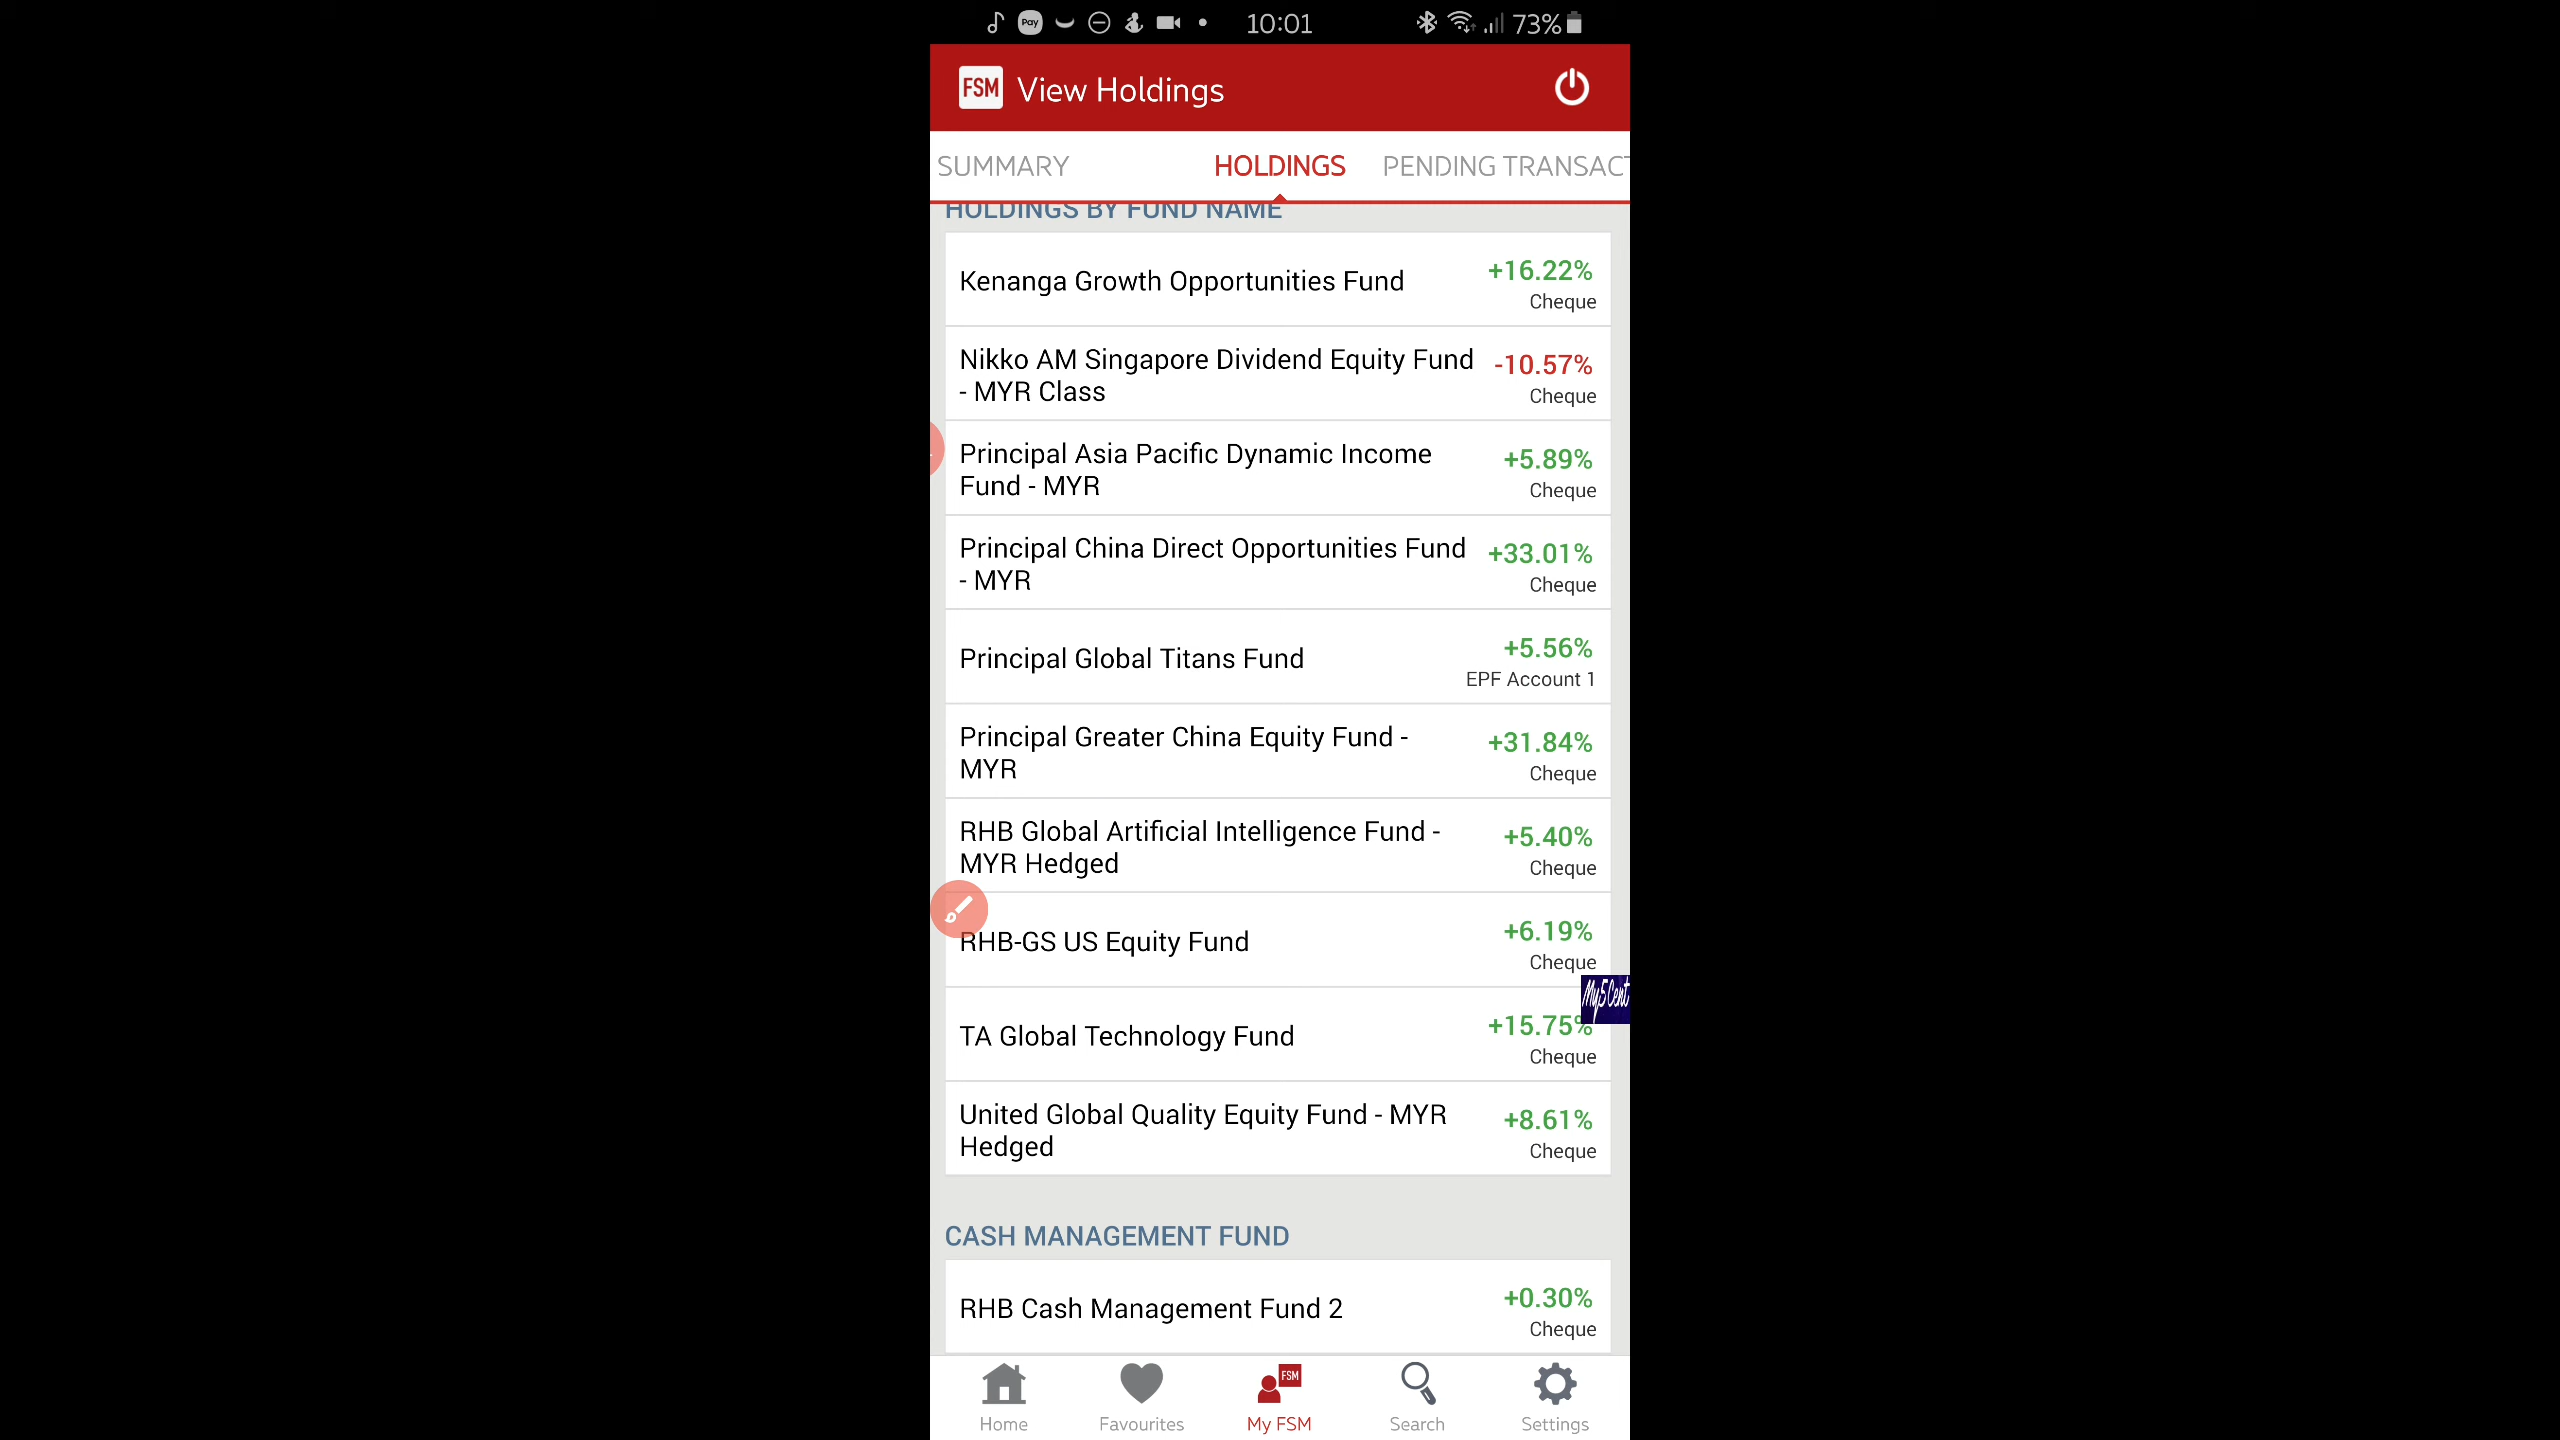 Pay
10:01
73%
FSM View Holdings
SUMMARY HOLDINGS PENDING TRANSACT
HOLDINGS BY FUND NAME
Kenanga Growth Opportunities Fund
+16.22%
Cheque
Nikko AM Singapore Dividend Equity Fund
- MYR Class
-10.57%
Cheque
Principal Asia Pacific Dynamic Income
Fund - MYR
+5.89%
Cheque
Principal China Direct Opportunities Fund
- MYR
+33.01%
Cheque
Principal Global Titans Fund
+5.56%
EPF Account 1
Principal Greater China Equity Fund -
MYR
+31.84%
Cheque
RHB Global Artificial Intelligence Fund -
MYR Hedged
+5.40%
Cheque
RHB-GS US Equity Fund
+6.19%
Cheque
My5Cent
TA Global Technology Fund
+15.75%
Cheque
United Global Quality Equity Fund - MYR
Hedged
+8.61%
Cheque
CASH MANAGEMENT FUND
RHB Cash Management Fund 2
+0.30%
Cheque
FSM
Home Favourites My FSM Search Settings